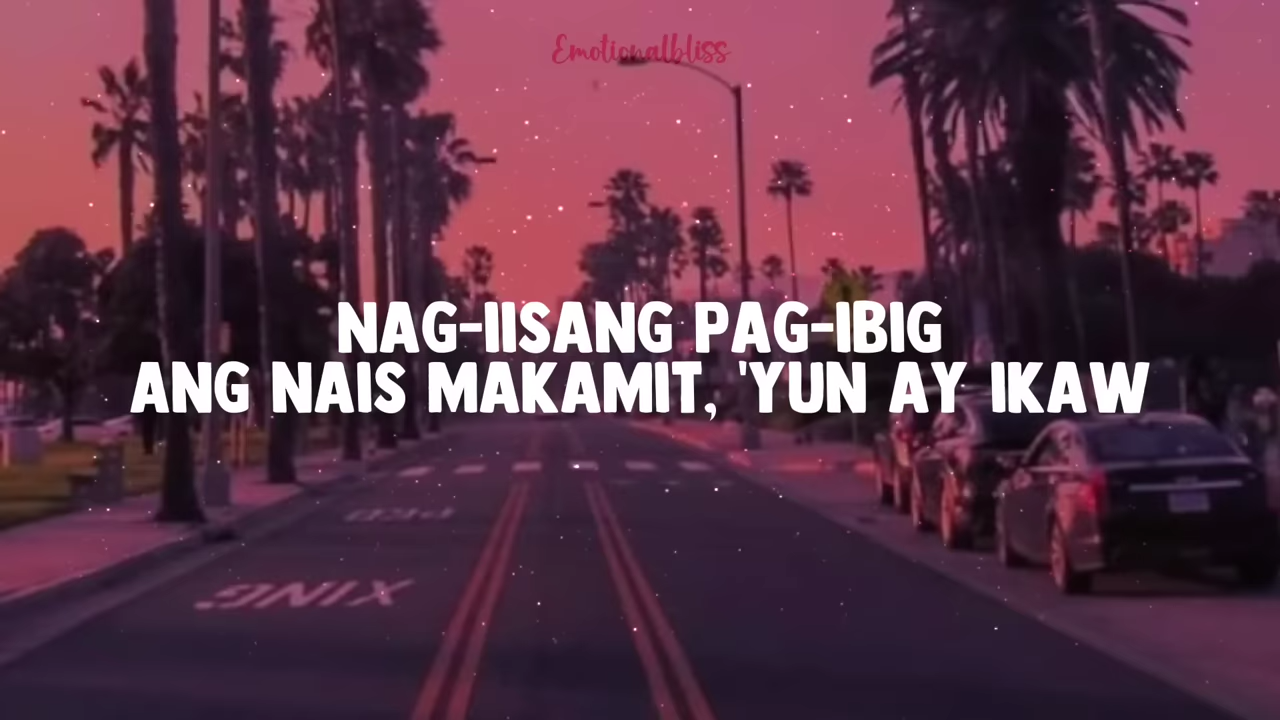 Emotionalbliss
NAG-IISANG PAG-IBIG
ANG NAIS MAKAMIT, 'YUN AY IKAW
PED
XING